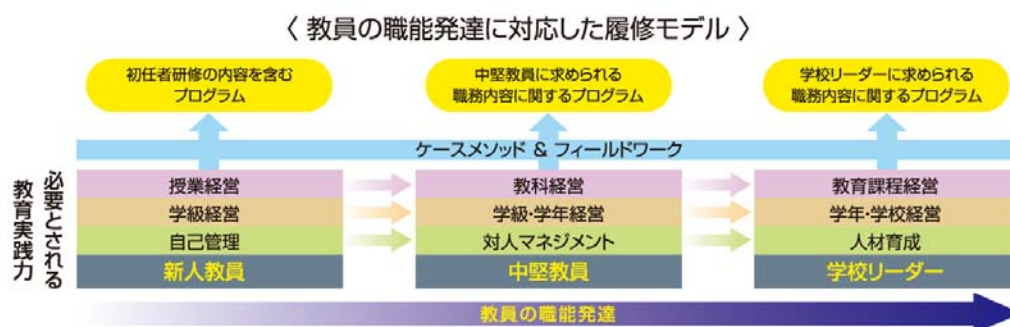 〈 教員の職能発達に対応した履修モデル 〉
初任者研修の内容を含む
プログラム
中堅教員に求められる
職務内容に関するプログラム
学校リーダーに求められる
職務内容に関するプログラム
ケースメソッド & フィールドワーク
必要とされる
教育実践力
授業経営
教科経営
教育課程経営
学級経営
学級・学年経営
学年・学校経営
自己管理
対人マネジメント
人材育成
新人教員
中堅教員
学校リーダー
教員の職能発達